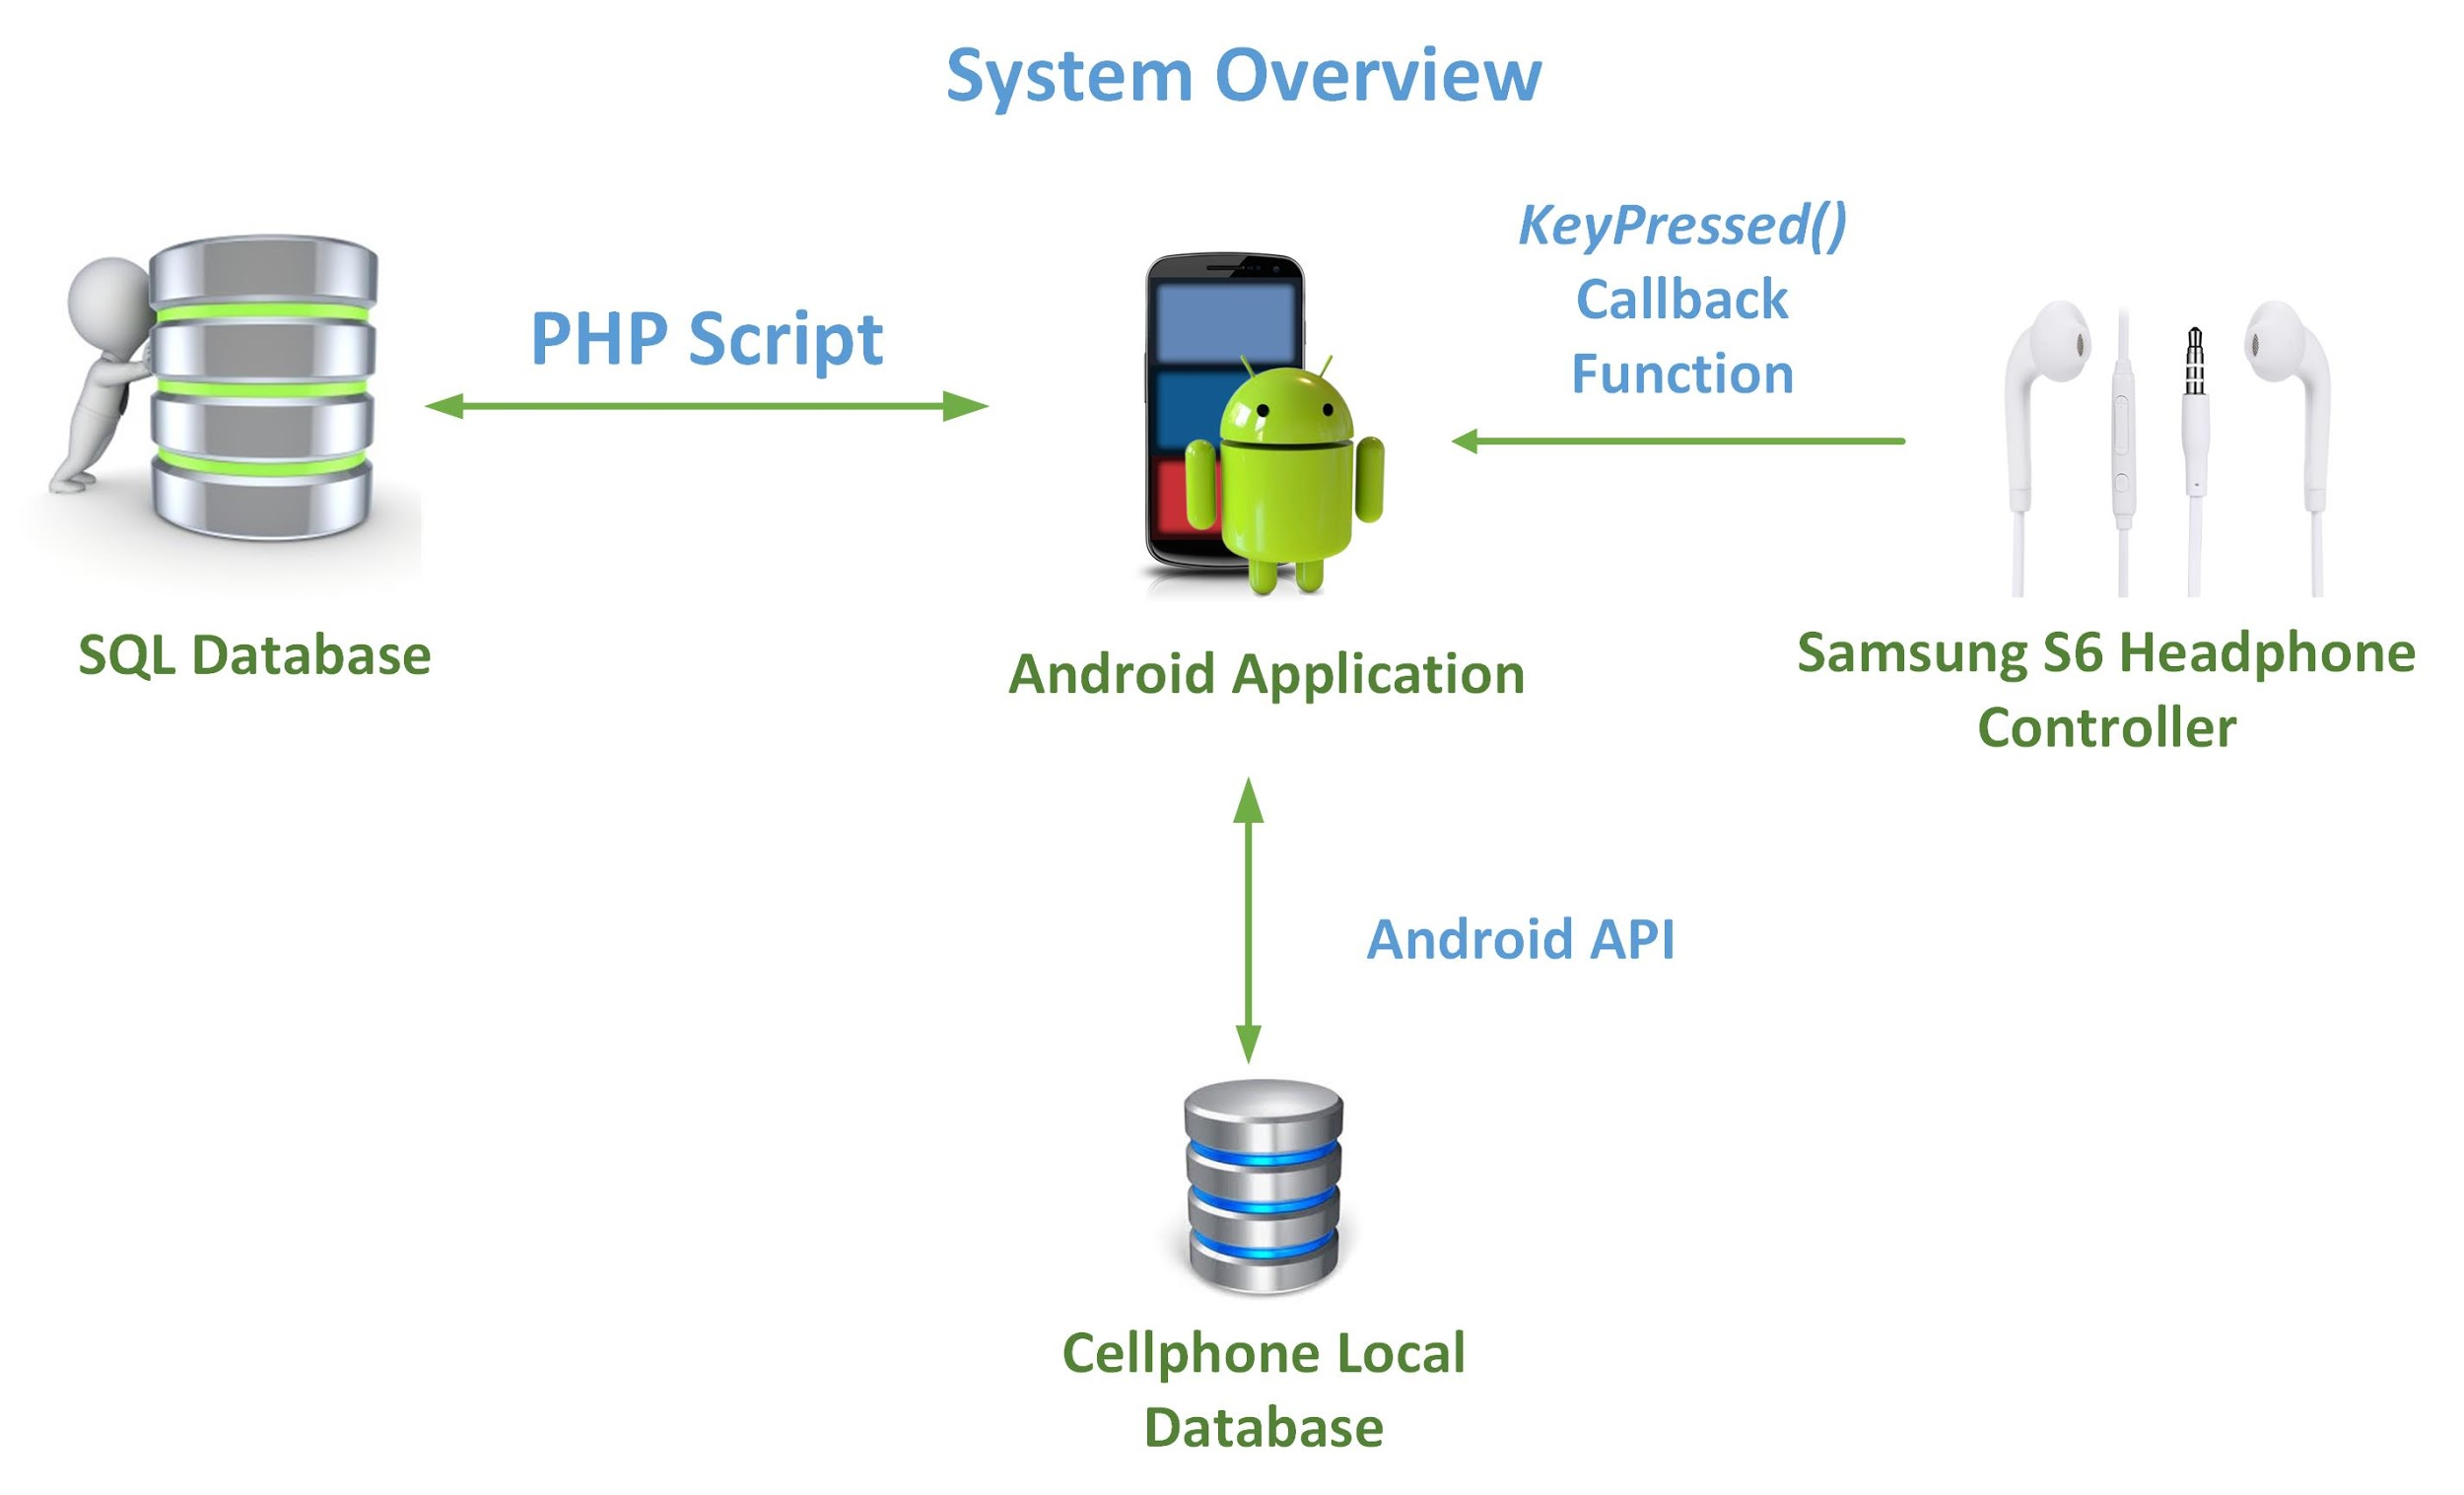 System Overview
KeyPressed()
Callback
Function
PHP Script
SQL Database
Android Application
Samsung S6 Headphone
Controller
Android API
Cellphone Local
Database